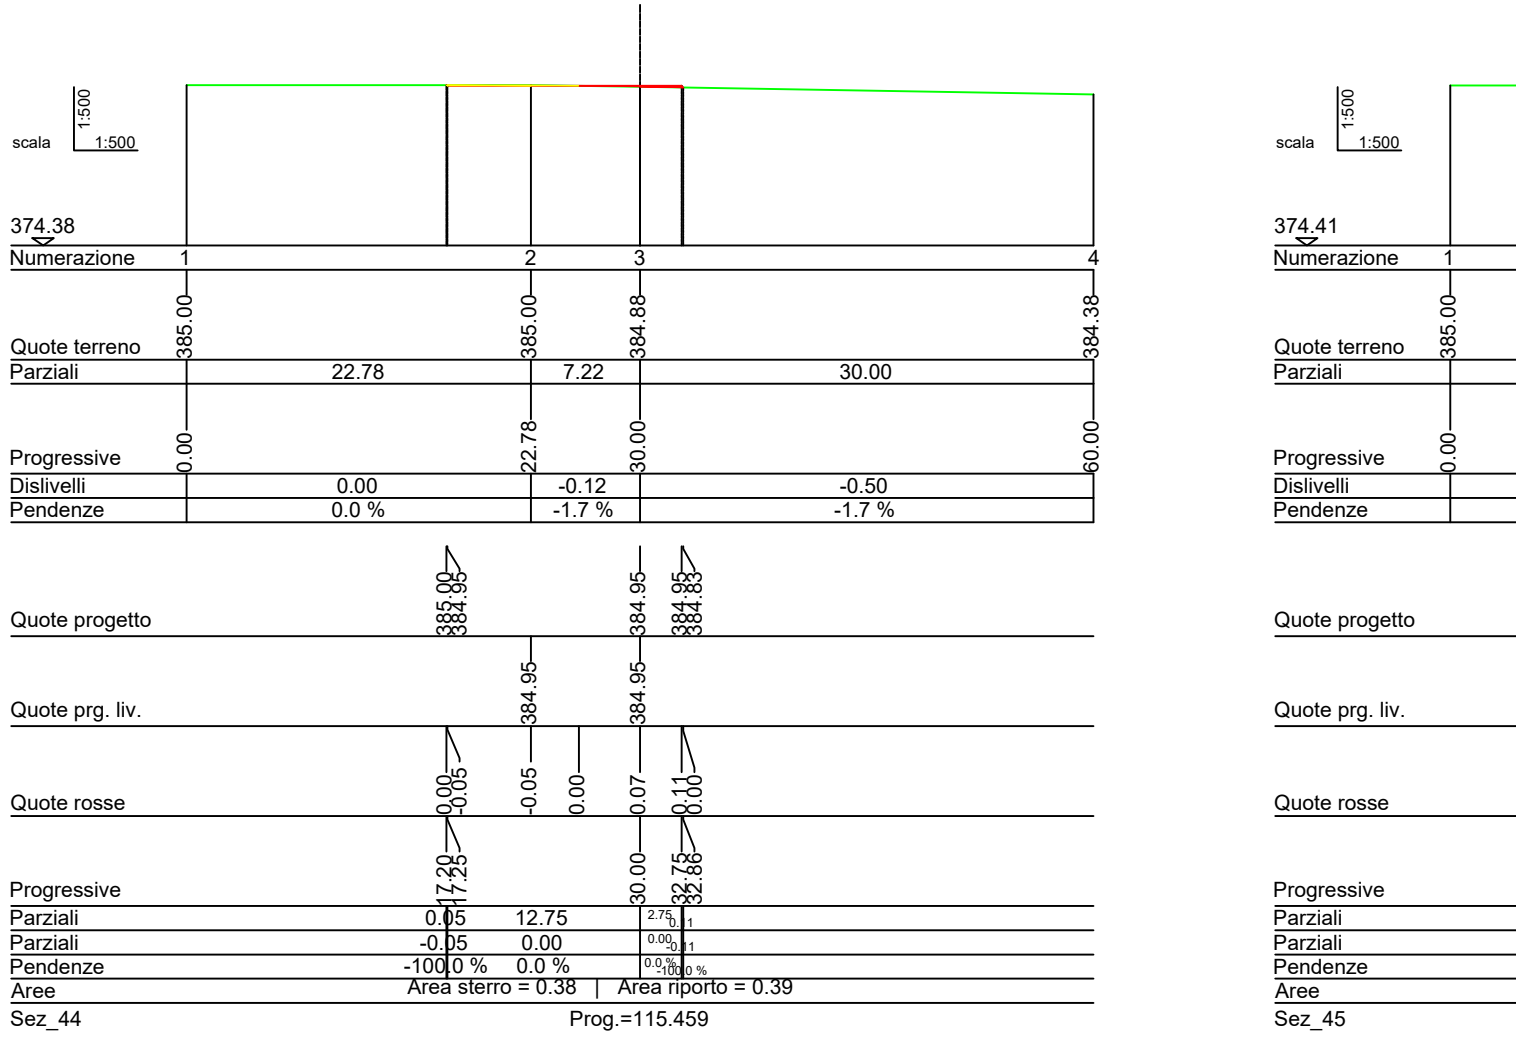 1:500
scala 1:500
374.38
Numerazione 1 2 3 4
Quote terreno 385.00 385.00 384.88 384.38
Parziali 22.78 7.22 30.00
Progressive 0.00 22.78 30.00 60.00
Dislivelli 0.00 -0.12 -0.50
Pendenze 0.0 % -1.7 % -1.7 %
Quote progetto 385.00 384.95 384.95 384.95 384.83
Quote prg. liv. 384.95 384.95
Quote rosse 0.00 -0.05 -0.05 0.00 0.07 0.11 0.00
Progressive 17.20 17.25 30.00 32.75 32.86
Parziali 0.05 12.75 2.75 0.11
Parziali -0.05 0.00 0.00 -0.11
Pendenze -100.0 % 0.0 % 0.0 % -100.0 %
Aree Area sterro = 0.38 | Area riporto = 0.39
Sez_44 Prog.=115.459
1:500
scala 1:500
374.41
Numerazione 1
Quote terreno 385.00
Parziali
Progressive 0.00
Dislivelli
Pendenze
Quote progetto
Quote prg. liv.
Quote rosse
Progressive
Parziali
Parziali
Pendenze
Aree
Sez_45